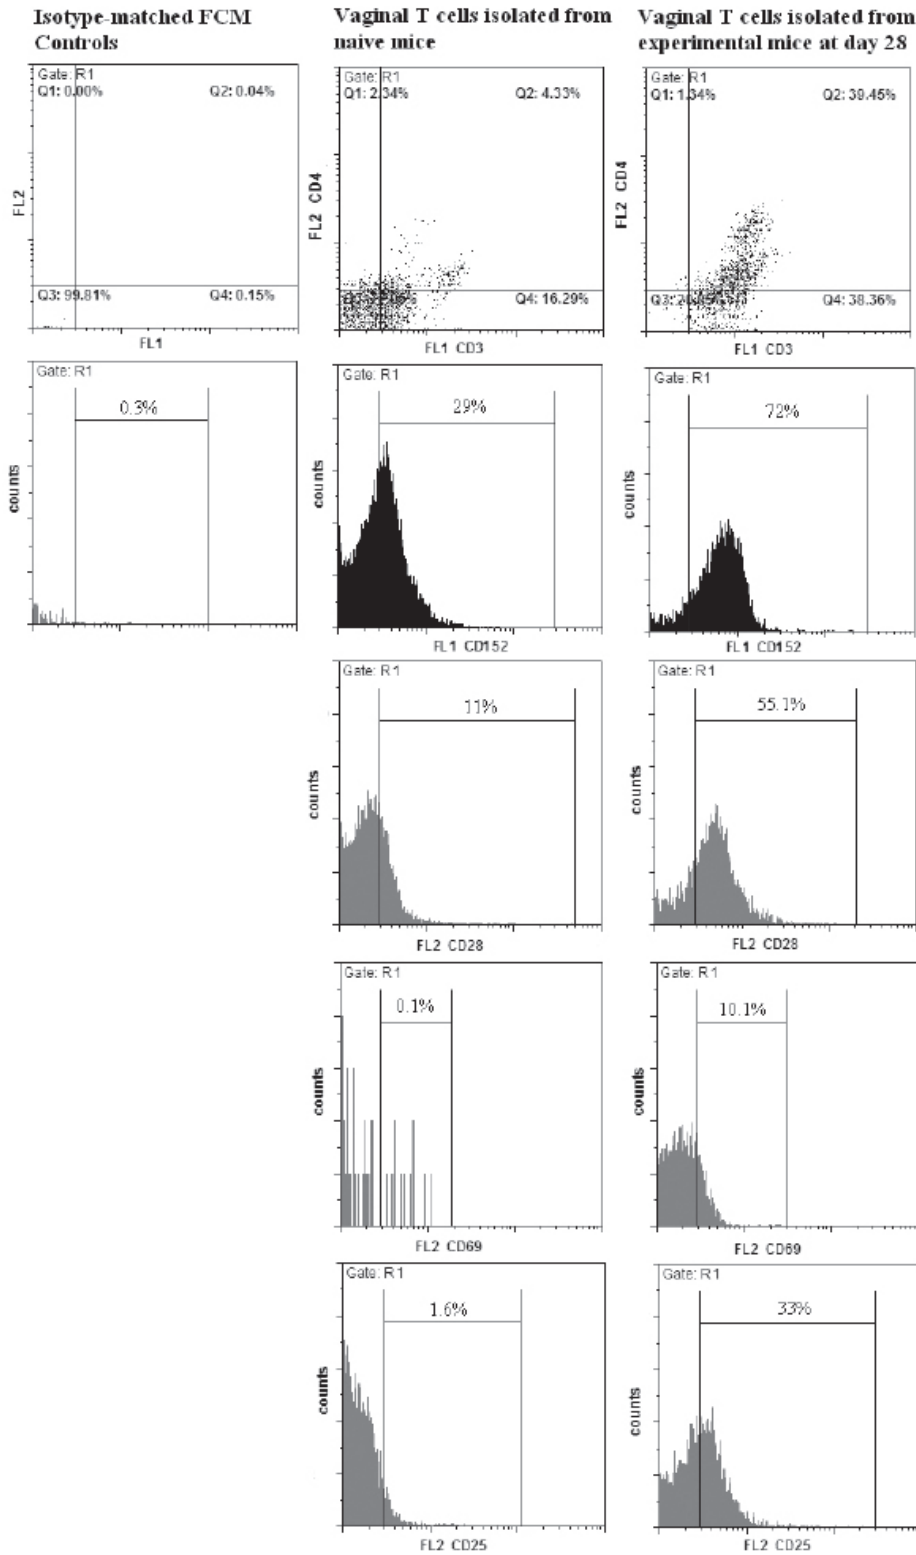 Isotype-matched FCM
Controls
Vaginal T cells isolated from
naive mice
Vaginal T cells isolated from
experimental mice at day 28
Gate: R1
Q1: 0.00%
Q2: 0.04%
FL2
Q3: 99.81%
Q4: 0.15%
FL1
Gate: R1
Q1: 2.34%
Q2: 4.33%
FL2 CD4
Q4: 16.29%
FL1 CD3
Gate: R1
Q1: 1.34%
Q2: 39.45%
FL2 CD4
Q4: 38.36%
FL1 CD3
Gate: R1
0.3%
counts
Gate: R1
29%
counts
FL1 CD152
Gate: R1
72%
counts
FL1 CD152
Gate: R1
11%
counts
FL2 CD28
Gate: R1
55.1%
counts
FL2 CD28
Gate: R1
0.1%
counts
FL2 CD69
Gate: R1
10.1%
counts
FL2 CD69
Gate: R1
1.6%
counts
FL2 CD25
Gate: R1
33%
counts
FL2 CD25